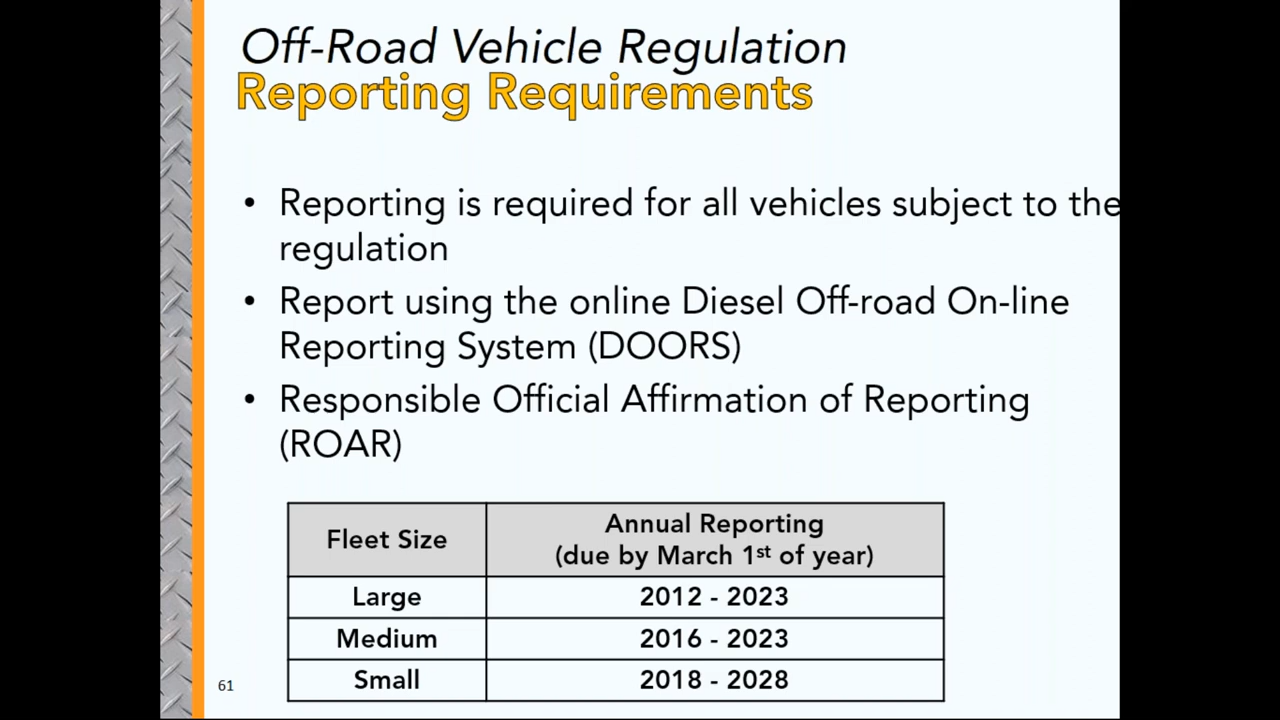 Off-Road Vehicle Regulation
Reporting Requirements
• Reporting is required for all vehicles subject to the
regulation
• Report using the online Diesel Off-road On-line
Reporting System (DOORS)
• Responsible Official Affirmation of Reporting
(ROAR)
Fleet Size
Annual Reporting
(due by March 1st of year)
Large 2012 - 2023
Medium 2016 - 2023
Small 2018 - 2028
61